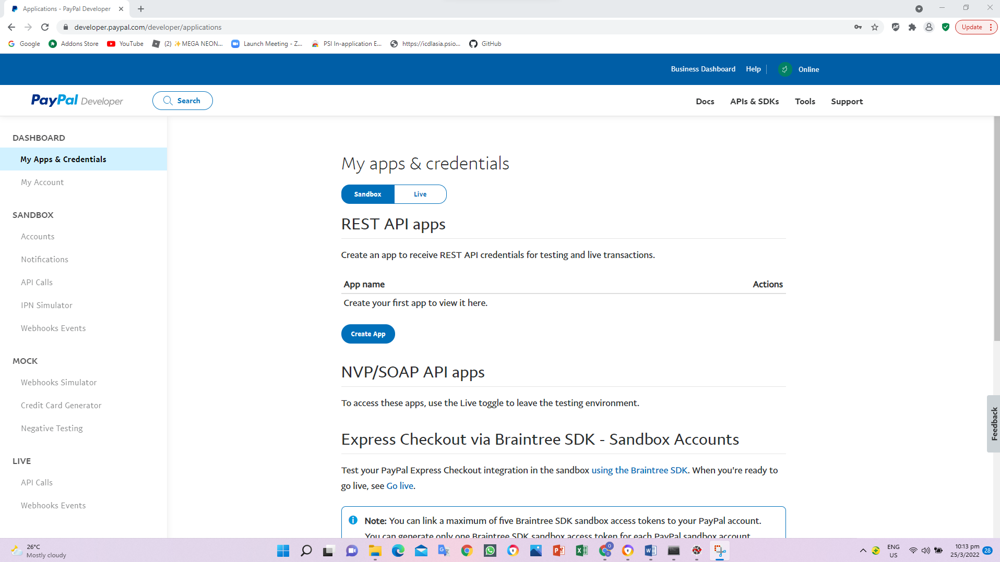 Applications - PayPal Developer
developer.paypal.com/developer/applications
Update
Google
Addons Store
YouTube
(2) ✨MEGA NEON...
Launch Meeting - Z...
PSI In-application E...
https://icdlasia.psio...
GitHub
Business Dashboard
Help
Online
PayPal Developer
Search
Docs
APIs & SDKs
Tools
Support
DASHBOARD
My Apps & Credentials
My Account
SANDBOX
Accounts
Notifications
API Calls
IPN Simulator
Webhooks Events
MOCK
Webhooks Simulator
Credit Card Generator
Negative Testing
LIVE
API Calls
Webhooks Events
My apps & credentials
Sandbox
Live
REST API apps
Create an app to receive REST API credentials for testing and live transactions.
App name
Actions
Create your first app to view it here.
Create App
NVP/SOAP API apps
To access these apps, use the Live toggle to leave the testing environment.
Express Checkout via Braintree SDK - Sandbox Accounts
Test your PayPal Express Checkout integration in the sandbox using the Braintree SDK. When you're ready to
go live, see Go live.
Note: You can link a maximum of five Braintree SDK sandbox access tokens to your PayPal account.
You can generate only one Braintree SDK sandbox access token for each PayPal sandbox account
Feedback
26°C
Mostly cloudy
ENG
US
10:13 pm
25/3/2022
28